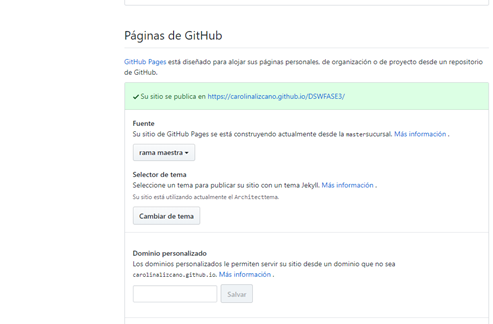 Páginas de GitHub
GitHub Pages está diseñado para alojar sus páginas personales, de organización o de proyecto desde un repositorio
de GitHub.
✔ Su sitio se publica en https://carolinalizcano.github.io/DSWFASE3/
Fuente
Su sitio de GitHub Pages se está construyendo actualmente desde la mastersucursal. Más información .
rama maestra
Selector de tema
Seleccione un tema para publicar su sitio con un tema Jekyll. Más información .
Su sitio está utilizando actualmente el Architecttema.
Cambiar de tema
Dominio personalizado
Los dominios personalizados le permiten servir su sitio desde un dominio que no sea
carolinalizcano.github.io. Más información .
Salvar